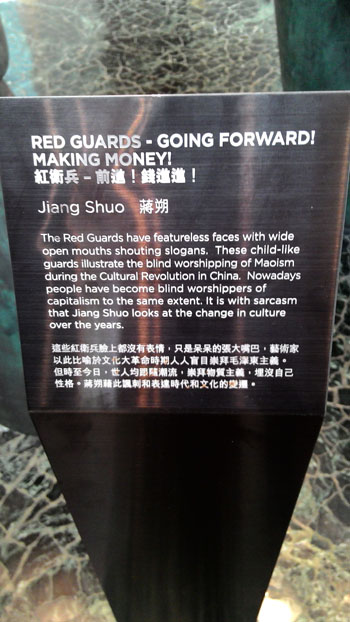 RED GUARDS - GOING FORWARD!
MAKING MONEY!
紅衛兵 – 前進！錢進進！
Jiang Shuo 蔣朔
The Red Guards have featureless faces with wide
open mouths shouting slogans. These child-like
guards illustrate the blind worshipping of Maoism
during the Cultural Revolution in China. Nowadays
people have become blind worshippers of
capitalism to the same extent. It is with sarcasm
that Jiang Shuo looks at the change in culture
over the years.
這些紅衛兵臉上都沒有表情，只是呆呆的張大嘴巴，藝術家
以此比喻於文化大革命時期人人盲目崇拜毛澤東主義。
但時至今日，世人均即隨潮流，崇拜物質主義，埋沒自己
性格。蔣朔藉此諷刺和表達時代和文化的變遷。